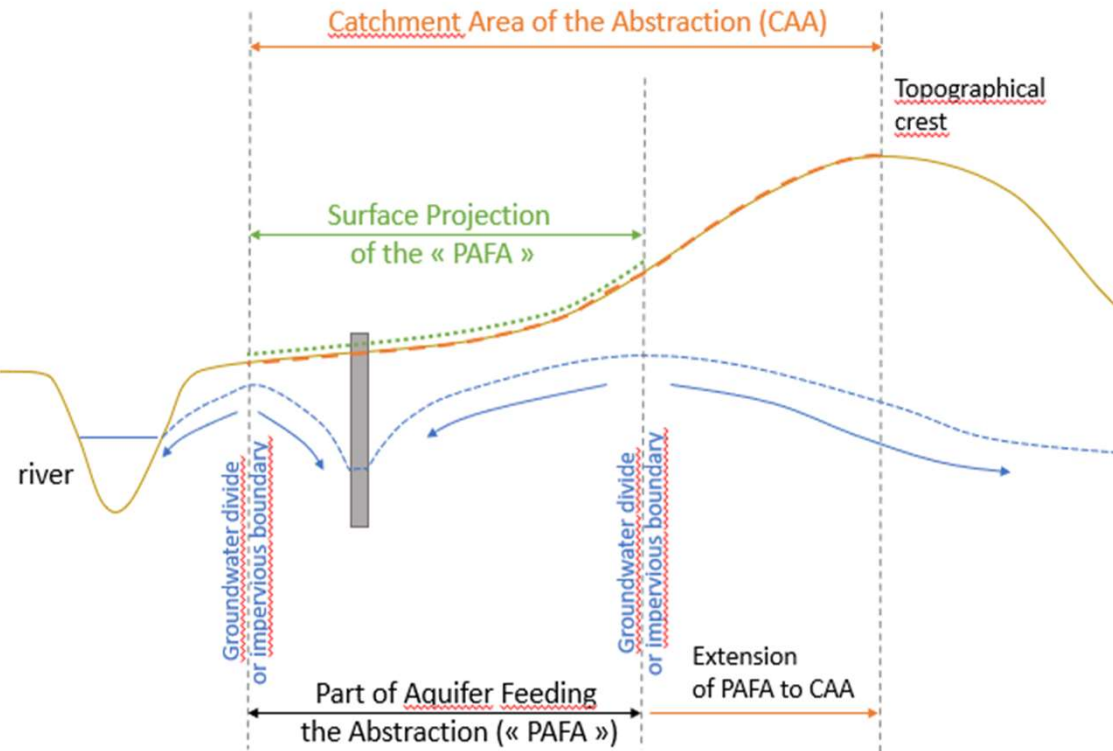 Catchment Area of the Abstraction (CAA)
Topographical
crest
Surface Projection
of the « PAFA »
river
Groundwater divide
or impervious boundary
Groundwater divide
or impervious boundary
Extension
of PAFA to CAA
Part of Aquifer Feeding
the Abstraction (« PAFA »)